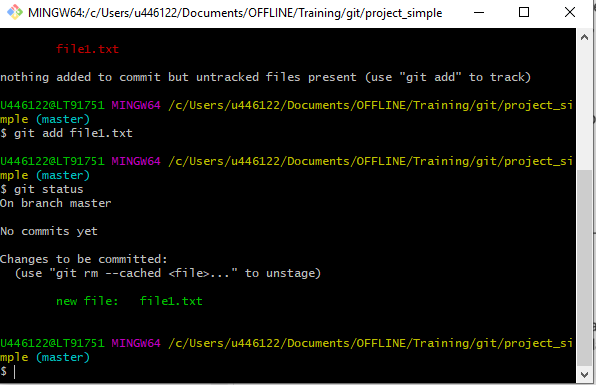 MINGW64:/c/Users/u446122/Documents/OFFLINE/Training/git/project_simple
file1.txt
nothing added to commit but untracked files present (use "git add" to track)
U446122@LT91751 MINGW64 /c/Users/u446122/Documents/OFFLINE/Training/git/project_si
mple (master)
$ git add file1.txt
U446122@LT91751 MINGW64 /c/Users/u446122/Documents/OFFLINE/Training/git/project_si
mple (master)
$ git status
On branch master
No commits yet
Changes to be committed:
  (use "git rm --cached <file>..." to unstage)
new file:   file1.txt
U446122@LT91751 MINGW64 /c/Users/u446122/Documents/OFFLINE/Training/git/project_si
mple (master)
$